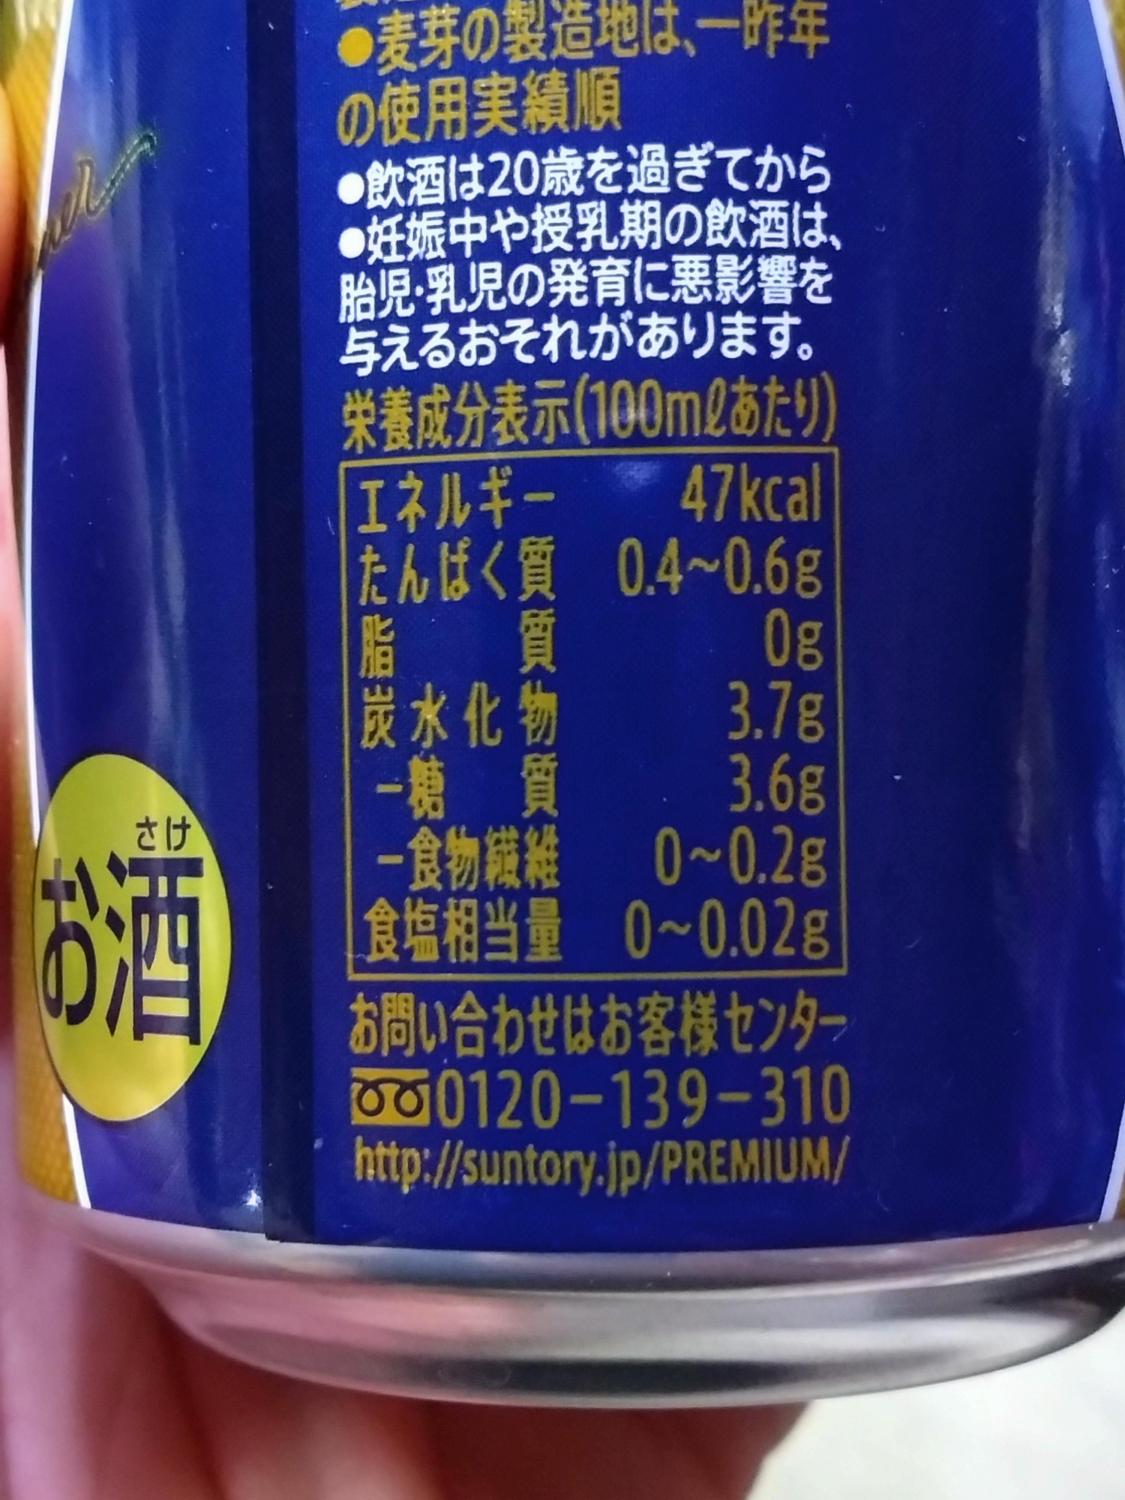 ●麦芽の製造地は、一昨年
の使用実績順
●飲酒は20歳を過ぎてから
●妊娠中や授乳期の飲酒は、
胎児・乳児の発育に悪影響を
与えるおそれがあります。
栄養成分表示(100mℓあたり)
エネルギー 47kcal
たんぱく質 0.4~0.6g
脂質 0g
炭水化物 3.7g
-糖質 3.6g
-食物繊維 0~0.2g
食塩相当量 0~0.02g
お問い合わせはお客様センター
0120-139-310
http://suntory.jp/PREMIUM/
さけ
お酒